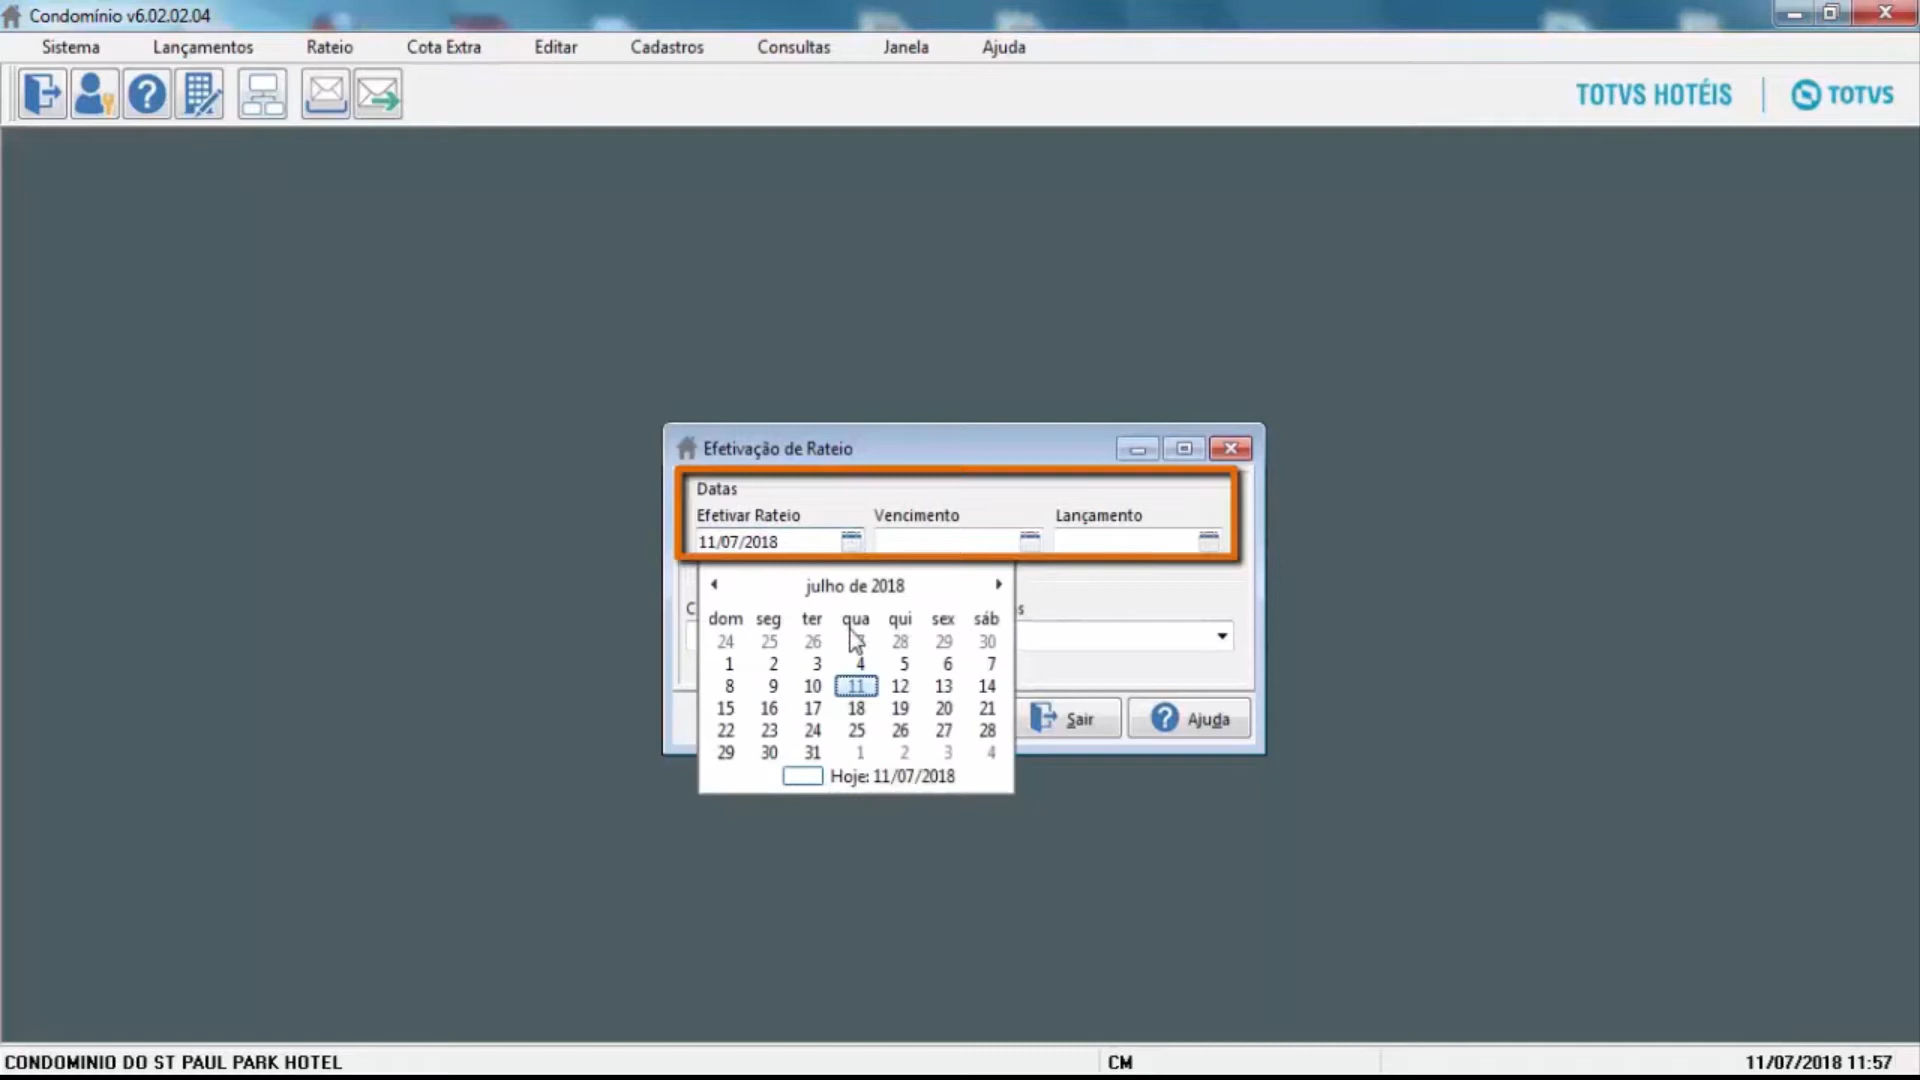 Condomínio v6.02.02.04
Sistema Lançamentos Rateio Cota Extra Editar Cadastros Consultas Janela Ajuda
TOTVS HOTÉIS TOTVS
Efetivação de Rateio
Datas
Efetivar Rateio Vencimento Lançamento
11/07/2018
julho de 2018
dom seg ter qua qui sex sáb
24 25 26 28 29 30
1 2 3 4 5 6 7
8 9 10 11 12 13 14
15 16 17 18 19 20 21
22 23 24 25 26 27 28
29 30 31 1 2 3 4
Hoje: 11/07/2018
Sair Ajuda
CONDOMINIO DO ST PAUL PARK HOTEL CM 11/07/2018 11:57